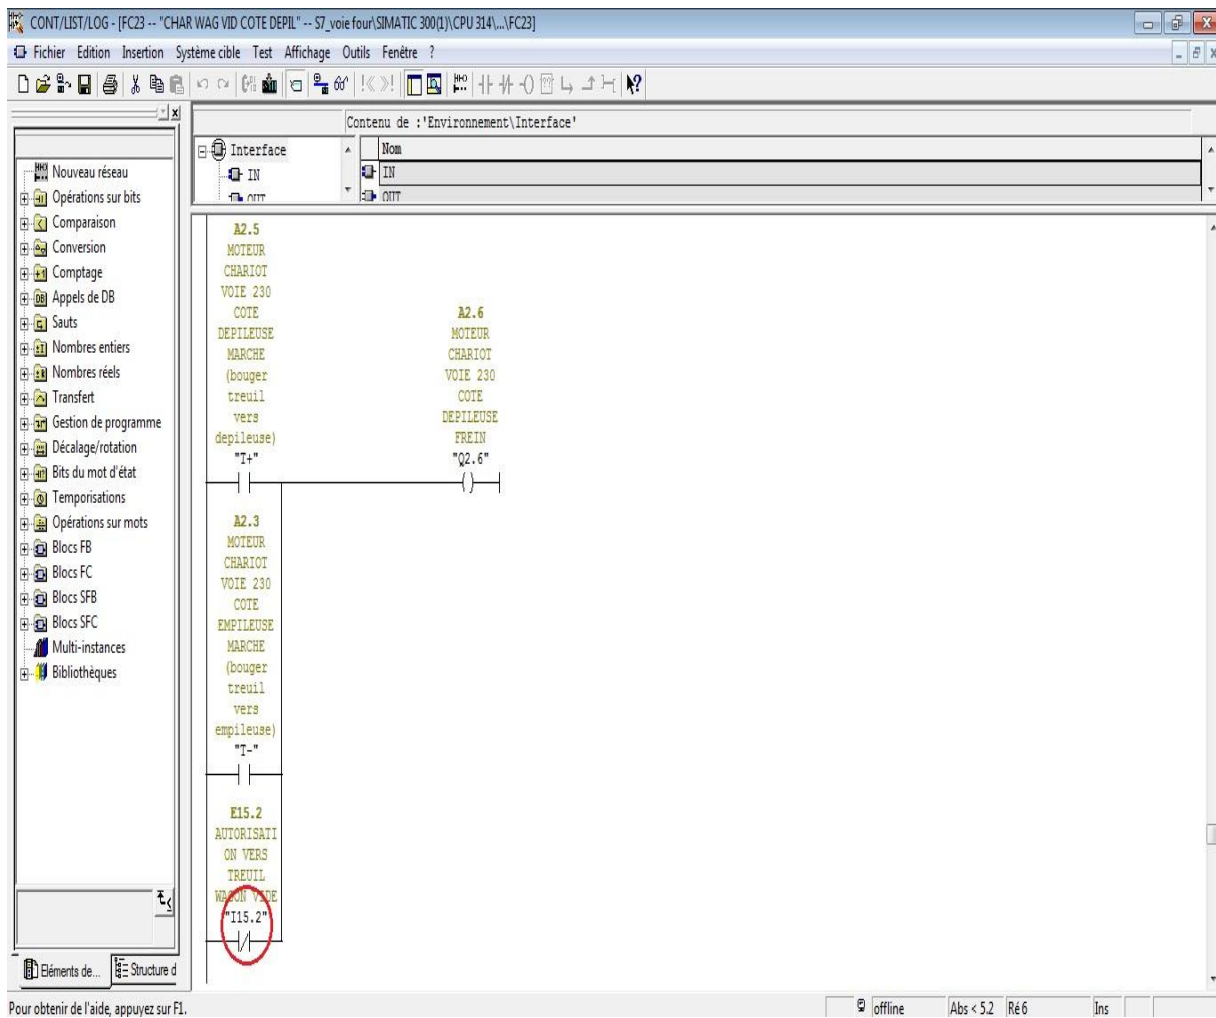 CONT/LIST/LOG - [FC23 -- "CHAR WAG VID COTE DEPIL" -- S7_voie four\SIMATIC 300(1)\CPU 314\...\FC23]
Fichier Edition Insertion Système cible Test Affichage Outils Fenêtre ?
Contenu de :'Environnement\Interface'
Interface
IN
OUT
Nom
IN
OUT
Nouveau réseau
Opérations sur bits
Comparaison
Conversion
Comptage
Appels de DB
Sauts
Nombres entiers
Nombres réels
Transfert
Gestion de programme
Décalage/rotation
Bits du mot d'état
Temporisations
Opérations sur mots
Blocs FB
Blocs FC
Blocs SFB
Blocs SFC
Multi-instances
Bibliothèques
Eléments de...
Structure d
A2.5
MOTEUR
CHARIOT
VOIE 230
COTE
DEPILEUSE
MARCHE
(bouger
treuil
vers
depileuse)
"T+"
A2.6
MOTEUR
CHARIOT
VOIE 230
COTE
DEPILEUSE
FREIN
"Q2.6"
A2.3
MOTEUR
CHARIOT
VOIE 230
COTE
EMPILEUSE
MARCHE
(bouger
treuil
vers
empileuse)
"T-"
E15.2
AUTORISATI
ON VERS
TREUIL
WAGON VIDE
"I15.2"
Pour obtenir de l'aide, appuyez sur F1.
offline
Abs < 5.2
Ré 6
Ins